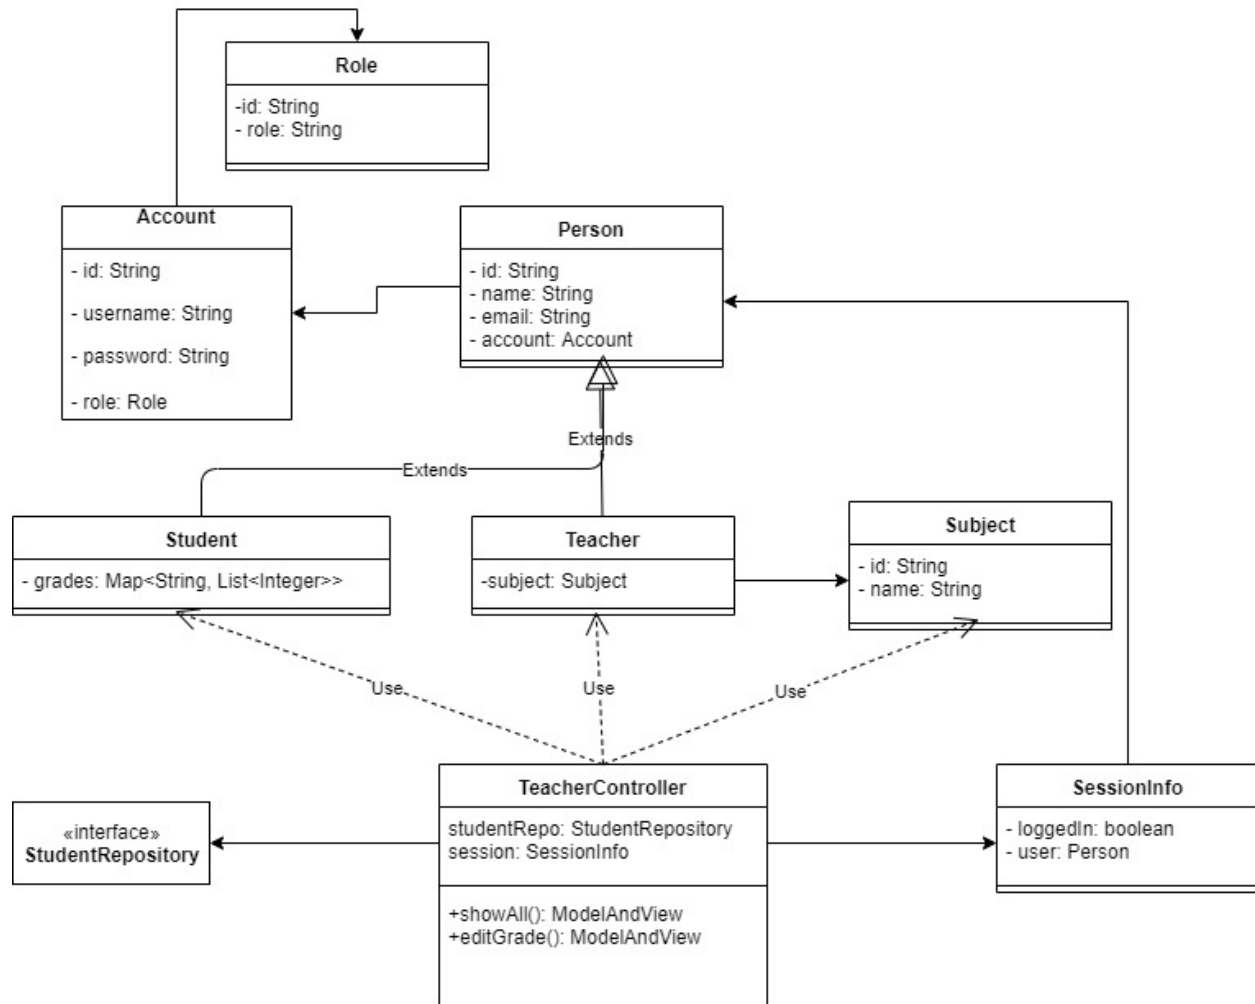 Role
-id: String
- role: String
Account
- id: String
- username: String
- password: String
- role: Role
Person
- id: String
- name: String
- email: String
- account: Account
Extends
Extends
Student
- grades: Map<String, List<Integer>>
Teacher
-subject: Subject
Subject
- id: String
- name: String
Use
Use
Use
«interface»
StudentRepository
TeacherController
studentRepo: StudentRepository
session: SessionInfo
+showAll(): ModelAndView
+editGrade(): ModelAndView
SessionInfo
- loggedIn: boolean
- user: Person